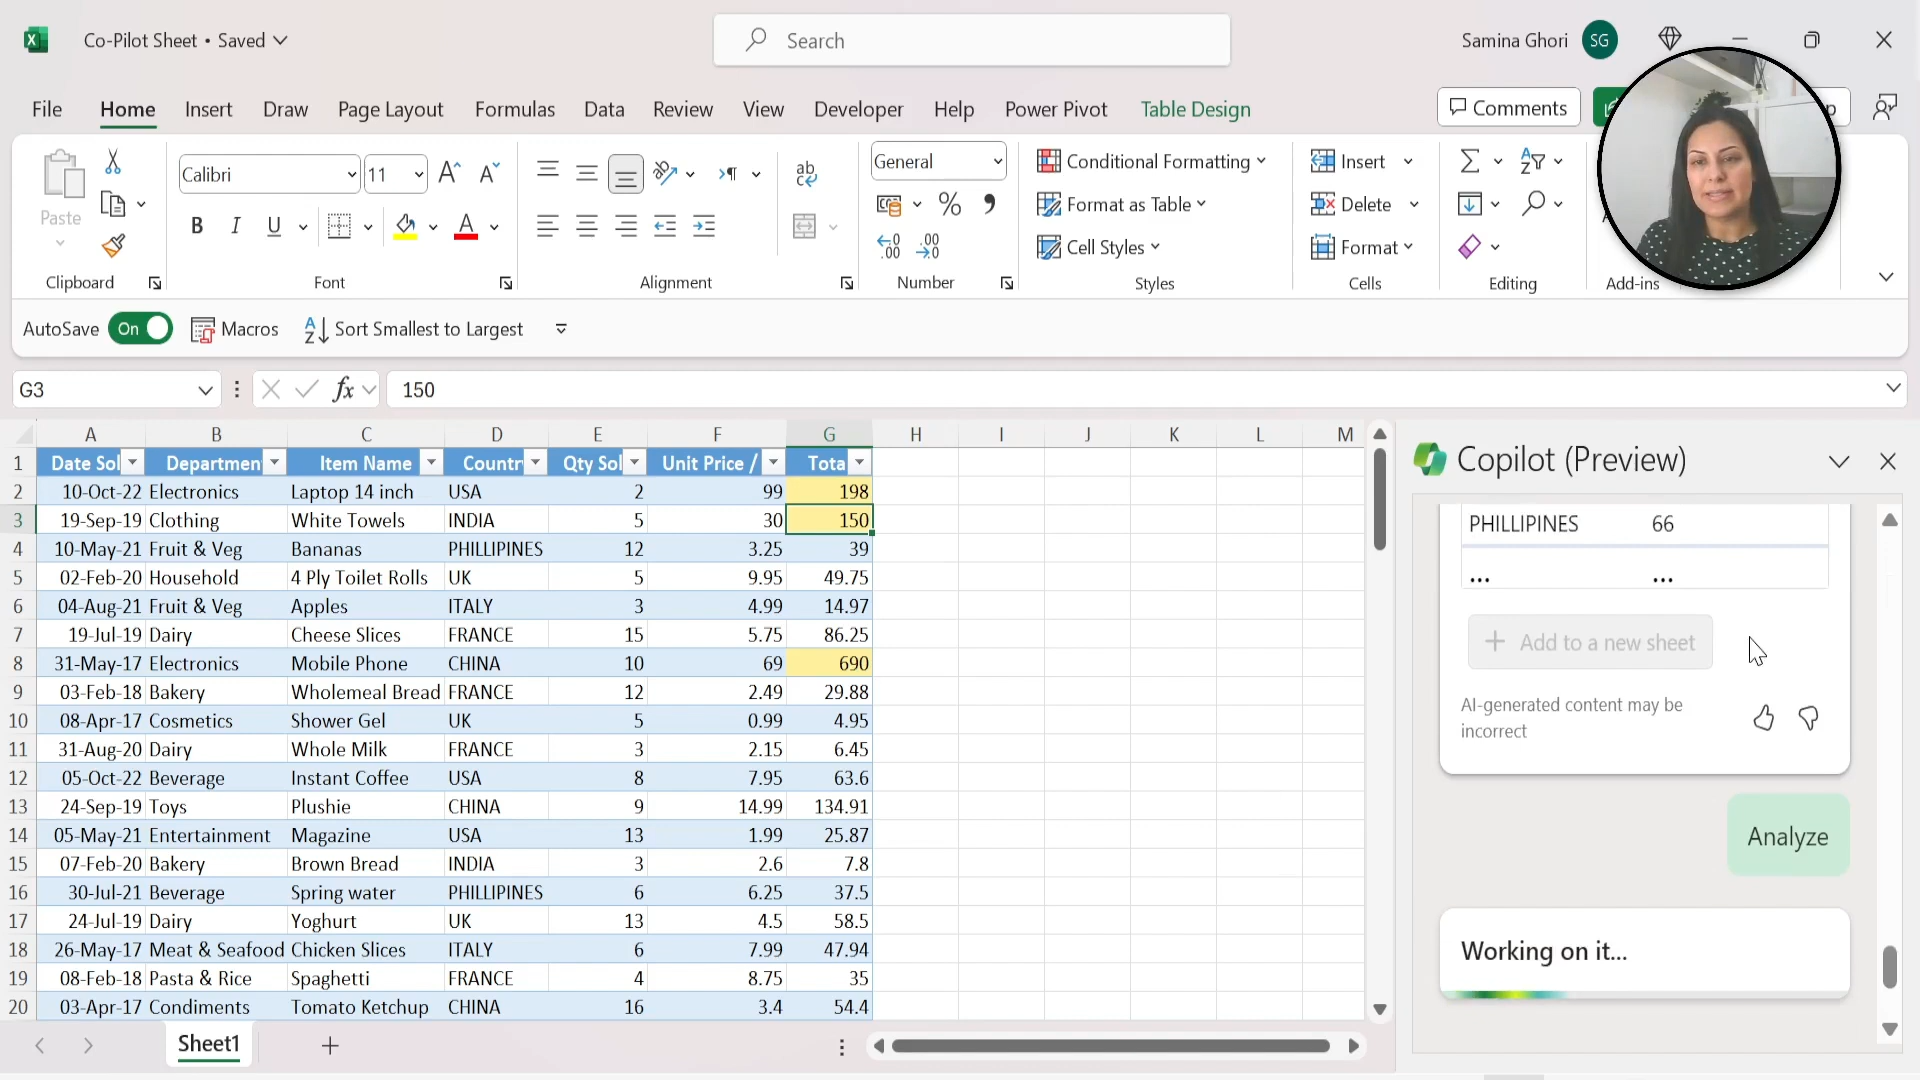 Co-Pilot Sheet • Saved
Search
Samina Ghori SG
File Home Insert Draw Page Layout Formulas Data Review View Developer Help Power Pivot Table Design
Comments
Paste
Calibri 11
General
Conditional Formatting
Format as Table
Cell Styles
Insert
Delete
Format
Clipboard Font Alignment Number Styles Cells Editing Add-ins
AutoSave On Macros Sort Smallest to Largest
G3 fx 150
A B C D E F G H I J K L M
1 Date Sol Departmen Item Name Countr Qty Sol Unit Price / Tota
2 10-Oct-22 Electronics Laptop 14 inch USA 2 99 198
3 19-Sep-19 Clothing White Towels INDIA 5 30 150
4 10-May-21 Fruit & Veg Bananas PHILLIPINES 12 3.25 39
5 02-Feb-20 Household 4 Ply Toilet Rolls UK 5 9.95 49.75
6 04-Aug-21 Fruit & Veg Apples ITALY 3 4.99 14.97
7 19-Jul-19 Dairy Cheese Slices FRANCE 15 5.75 86.25
8 31-May-17 Electronics Mobile Phone CHINA 10 69 690
9 03-Feb-18 Bakery Wholemeal Bread FRANCE 12 2.49 29.88
10 08-Apr-17 Cosmetics Shower Gel UK 5 0.99 4.95
11 31-Aug-20 Dairy Whole Milk FRANCE 3 2.15 6.45
12 05-Oct-22 Beverage Instant Coffee USA 8 7.95 63.6
13 24-Sep-19 Toys Plushie CHINA 9 14.99 134.91
14 05-May-21 Entertainment Magazine USA 13 1.99 25.87
15 07-Feb-20 Bakery Brown Bread INDIA 3 2.6 7.8
16 30-Jul-21 Beverage Spring water PHILLIPINES 6 6.25 37.5
17 24-Jul-19 Dairy Yoghurt UK 13 4.5 58.5
18 26-May-17 Meat & Seafood Chicken Slices ITALY 6 7.99 47.94
19 08-Feb-18 Pasta & Rice Spaghetti FRANCE 4 8.75 35
20 03-Apr-17 Condiments Tomato Ketchup CHINA 16 3.4 54.4
Sheet1
Copilot (Preview)
PHILLIPINES 66
... ...
+ Add to a new sheet
AI-generated content may be
incorrect
Analyze
Working on it...